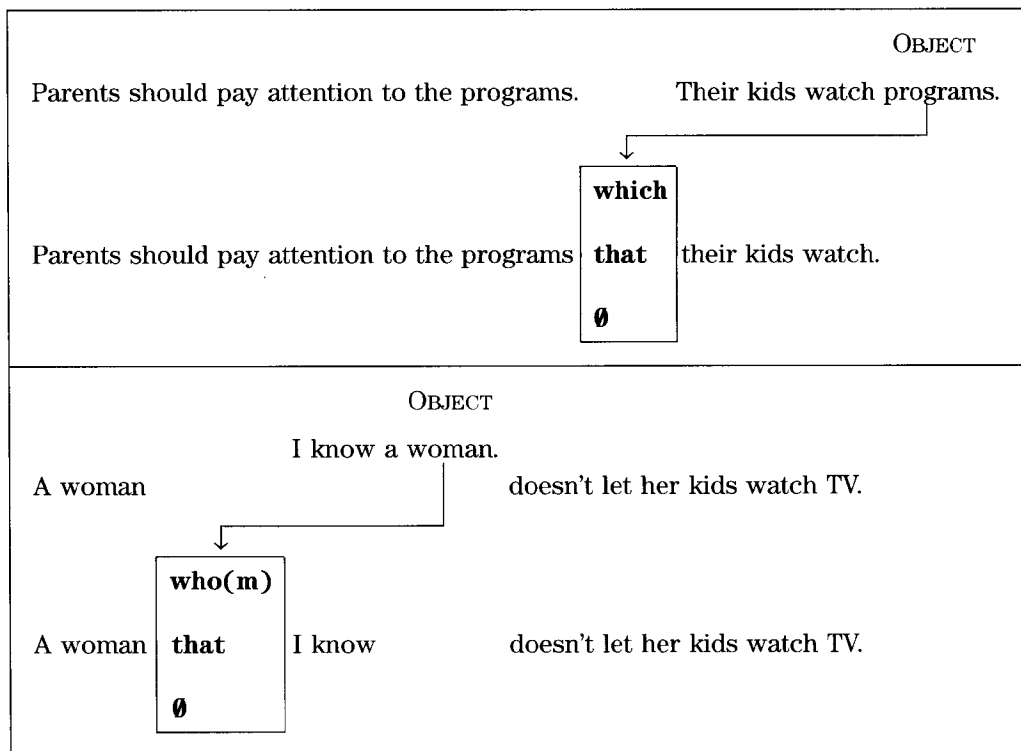 OBJECT
Parents should pay attention to the programs. Their kids watch programs.
which
Parents should pay attention to the programs that their kids watch.
Ø
OBJECT
I know a woman.
A woman doesn't let her kids watch TV.
who(m)
A woman that I know doesn't let her kids watch TV.
Ø